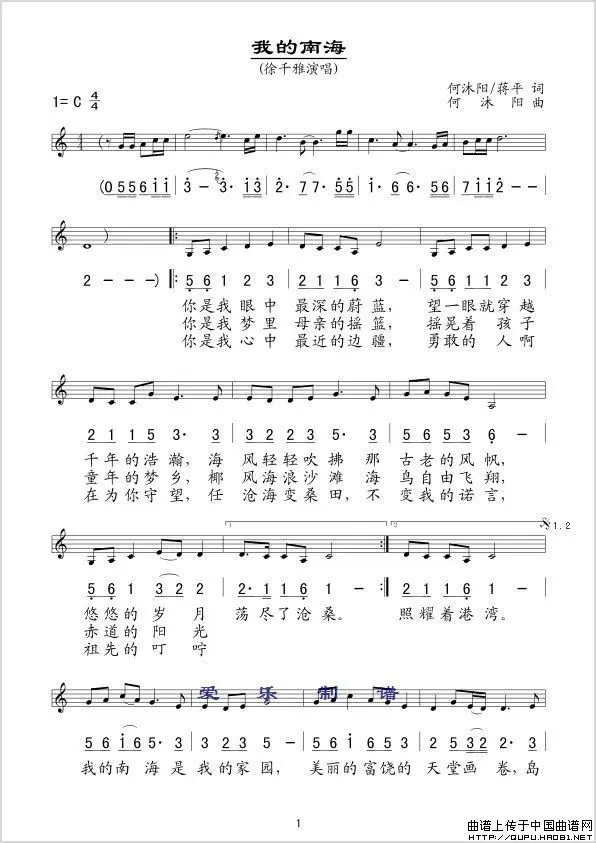 我的南海
(徐千雅演唱)
1= C 4/4
何沐阳/蒋平 词
何 沐 阳 曲
(0 5 5 5 6 i i | 3 - 3 · i 3 | 2 · 7 7 · 5 5 | i · 6 6 · 5 6 | 7 i i i 2 - - |
2 - - -) |: 5 6 1 2 3 | 2 1 1 6 3 - | 5 6 1 2 3 |
你是我眼中 最深的蔚蓝, 望一眼就穿越
你是我梦里 母亲的摇篮, 摇晃着 孩子
你是我心中 最近的边疆, 勇敢的 人啊
2 1 1 5 3 · 3 | 3 2 2 3 5 · 3 | 5 6 5 3 6 - |
千年的浩瀚, 海 风轻轻吹拂 那 古老的风帆,
童年的梦乡, 椰 风海浪沙滩 海 鸟自由飞翔,
在为你守望, 任 沧海变桑田, 不 变我的诺言,
1.
2.
1.2
5 6 1 3 2 2 | 2 · 1 1 6 1 - :| 2 · 1 1 6 1 - |
悠悠的岁 月 荡尽了沧桑。 照耀着港湾。
赤道的阳 光
祖先的叮 咛
爱 乐 制 谱
5 6 i 6 5 · 5 | 3 2 3 5 - | 5 6 i 6 5 6 · | 5 5 3 2 2 · 3 |
我的南 海 是 我的家园, 美丽的富饶的 天堂画 卷, 岛
1
曲谱上传于中国曲谱网
http://QUPU.HAO81.NET